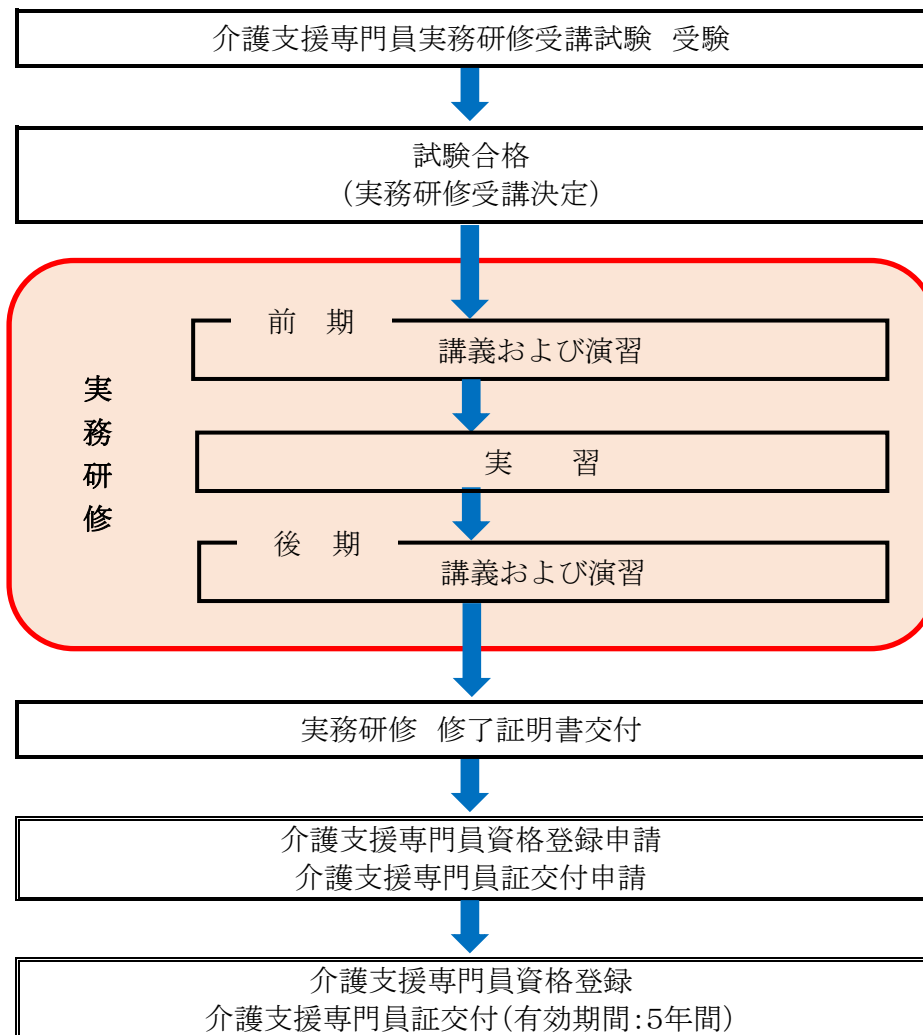 介護支援専門員実務研修受講試験 受験
試験合格
(実務研修受講決定)
実務研修
前 期
講義および演習
実 習
後 期
講義および演習
実務研修 修了証明書交付
介護支援専門員資格登録申請
介護支援専門員証交付申請
介護支援専門員資格登録
介護支援専門員証交付(有効期間:5年間)